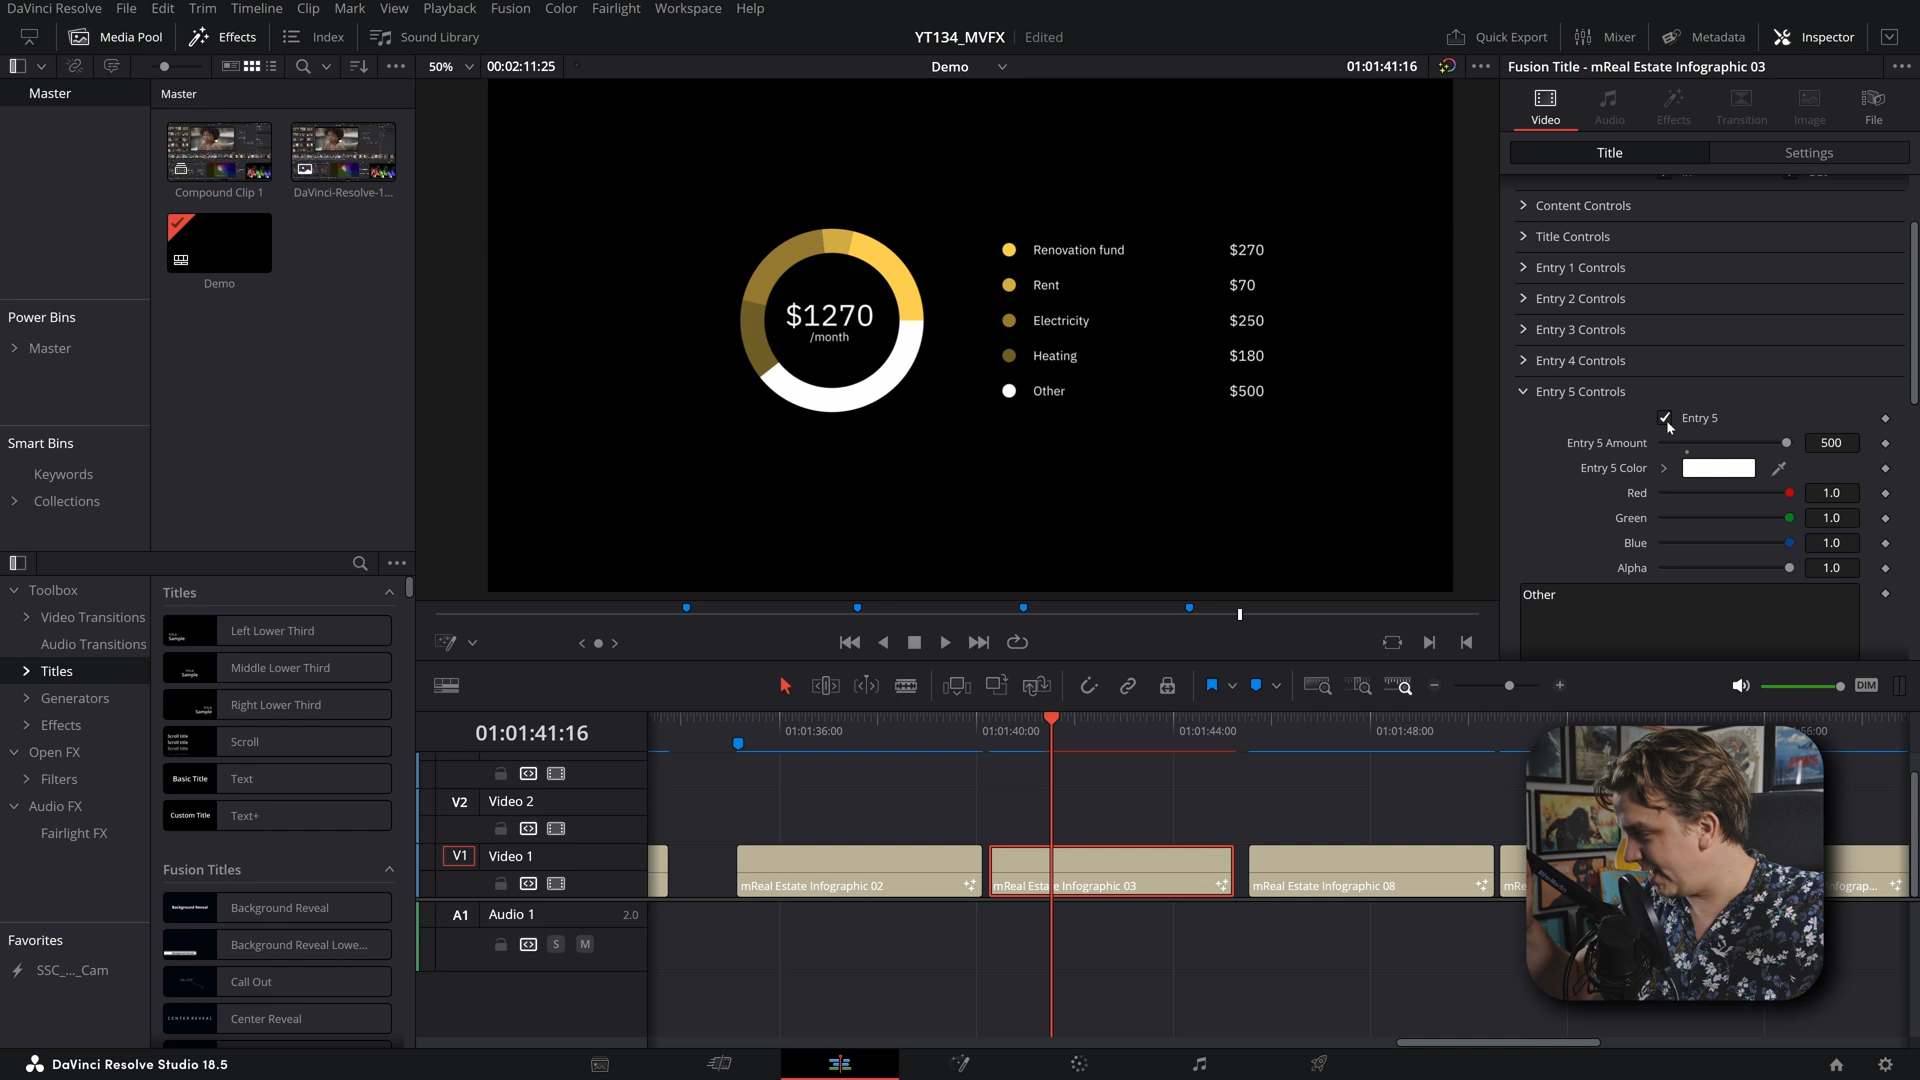 DaVinci Resolve File Edit Trim Timeline Clip Mark View Playback Fusion Color Fairlight Workspace Help
Media Pool Effects Index Sound Library
YT134_MVFX Edited
Quick Export Mixer Metadata Inspector
50% 00:02:11:25 Demo 01:01:41:16
Fusion Title - mReal Estate Infographic 03
Master
Master
Compound Clip 1
DaVinci-Resolve-1...
Demo
Power Bins
Master
Smart Bins
Keywords
Collections
$1270
/month
Renovation fund $270
Rent $70
Electricity $250
Heating $180
Other $500
Video Audio Effects Transition Image File
Title Settings
Content Controls
Title Controls
Entry 1 Controls
Entry 2 Controls
Entry 3 Controls
Entry 4 Controls
Entry 5 Controls
Entry 5
Entry 5 Amount 500
Entry 5 Color
Red 1.0
Green 1.0
Blue 1.0
Alpha 1.0
Other
Toolbox
Video Transitions
Audio Transitions
Titles
Generators
Effects
Open FX
Filters
Audio FX
Fairlight FX
Favorites
SSC_..._Cam
Titles
Left Lower Third
Middle Lower Third
Right Lower Third
Scroll
Basic Title Text
Custom Title Text+
Fusion Titles
Background Reveal Background Reveal
Background Reveal Lowe...
Call Out
CENTER REVEAL Center Reveal
DIM
01:01:41:16
01:01:36:00 01:01:40:00 01:01:44:00 01:01:48:00 56:00
V2 Video 2
V1 Video 1
mReal Estate Infographic 02
mReal Estate Infographic 03
mReal Estate Infographic 08
mRe
nfograp...
A1 Audio 1 2.0
S M
DaVinci Resolve Studio 18.5